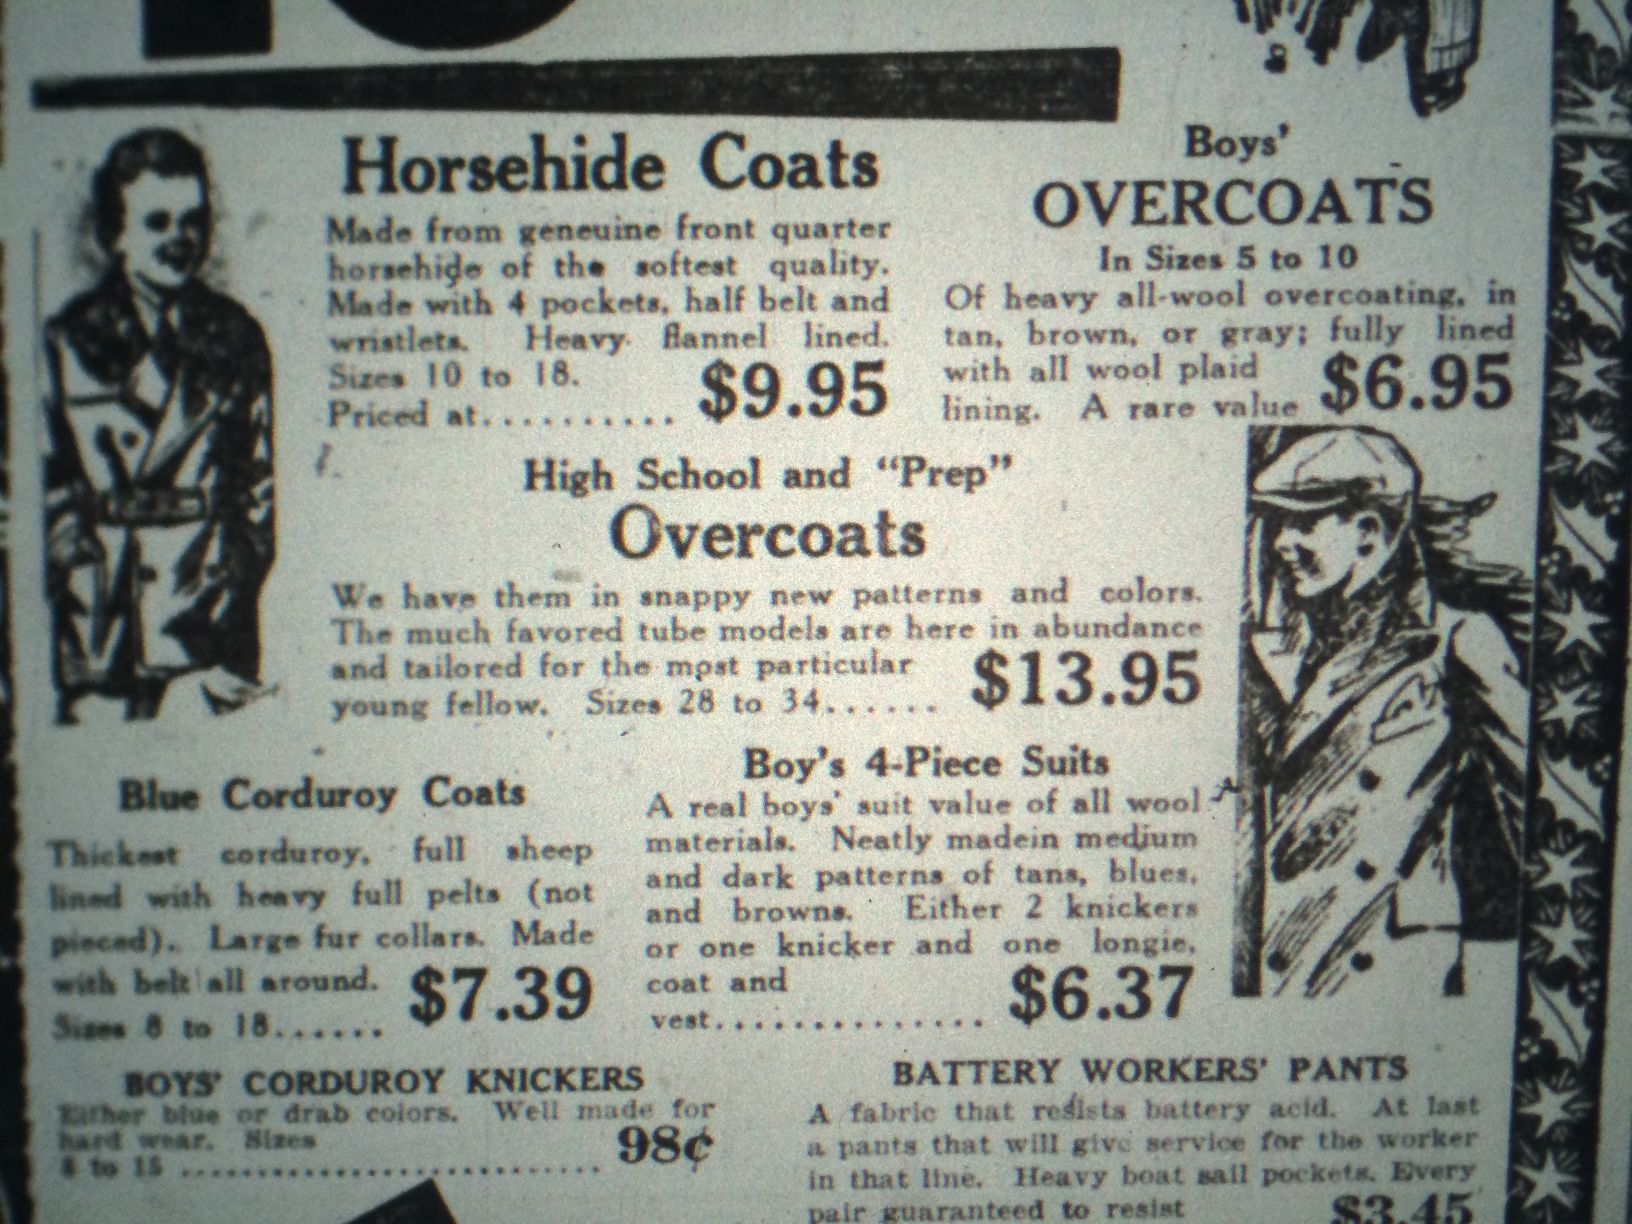 Horsehide Coats
Made from geneuine front quarter
horsehide of the softest quality.
Made with 4 pockets, half belt and
wristlets. Heavy flannel lined.
Sizes 10 to 18.
Priced at.......... $9.95
Boys'
OVERCOATS
In Sizes 5 to 10
Of heavy all-wool overcoating, in
tan, brown, or gray; fully lined
with all wool plaid
lining. A rare value $6.95
High School and “Prep”
Overcoats
We have them in snappy new patterns and colors.
The much favored tube models are here in abundance
and tailored for the most particular
young fellow. Sizes 28 to 34...... $13.95
Blue Corduroy Coats
Thickest corduroy, full sheep
lined with heavy full pelts (not
pieced). Large fur collars. Made
with belt all around.
Sizes 8 to 18...... $7.39
Boy's 4-Piece Suits
A real boys' suit value of all wool
materials. Neatly madein medium
and dark patterns of tans, blues,
and browns. Either 2 knickers
or one knicker and one longie,
coat and
vest.............. $6.37
BOYS' CORDUROY KNICKERS
Either blue or drab colors. Well made for
hard wear. Sizes
8 to 15 .......................... 98¢
BATTERY WORKERS' PANTS
A fabric that resists battery acid. At last
a pants that will give service for the worker
in that line. Heavy boat sail pockets. Every
pair guaranteed to resist $3.45